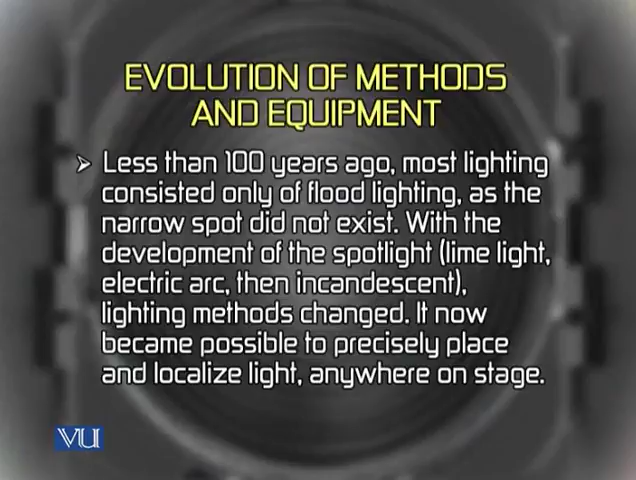 EVOLUTION OF METHODS
AND EQUIPMENT
➢ Less than 100 years ago, most lighting
consisted only of flood lighting, as the
narrow spot did not exist. With the
development of the spotlight (lime light,
electric arc, then incandescent),
lighting methods changed. It now
became possible to precisely place
and localize light, anywhere on stage.
VU